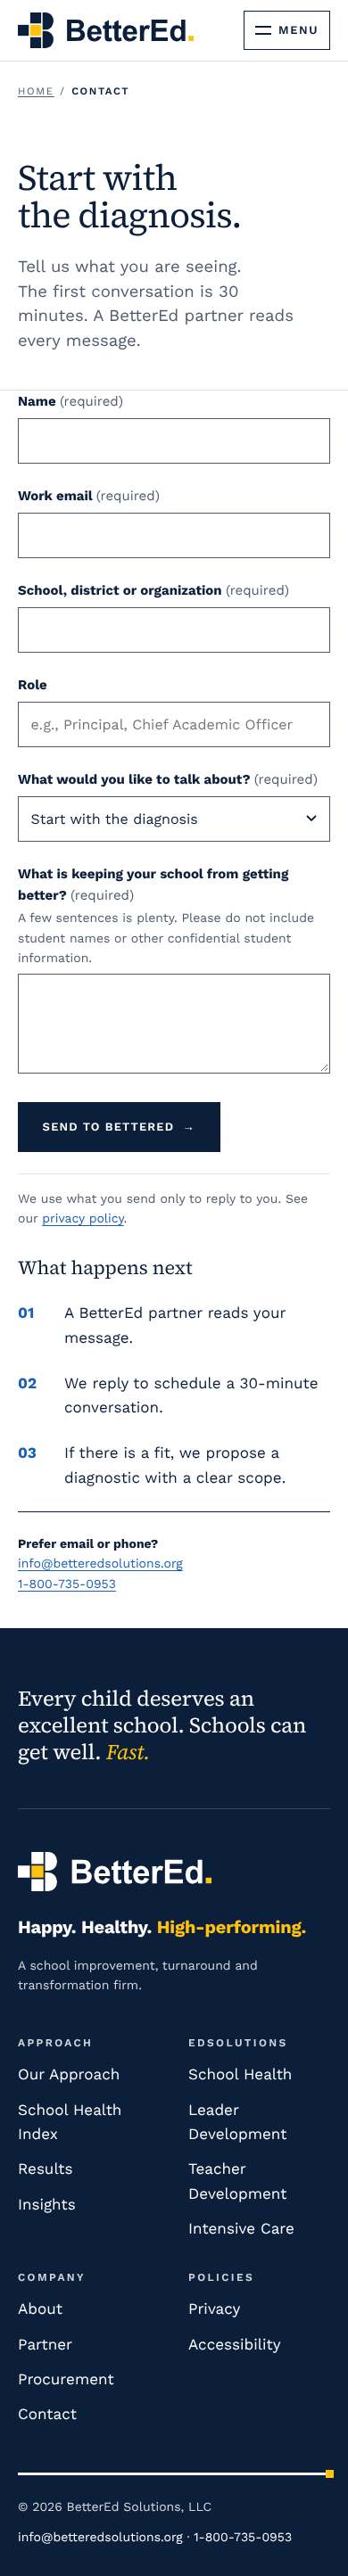 BetterEd.
MENU
HOME / CONTACT
Start with
the diagnosis.
Tell us what you are seeing.
The first conversation is 30
minutes. A BetterEd partner reads
every message.
Name (required)
Work email (required)
School, district or organization (required)
Role
e.g., Principal, Chief Academic Officer
What would you like to talk about? (required)
Start with the diagnosis
What is keeping your school from getting
better? (required)
A few sentences is plenty. Please do not include
student names or other confidential student
information.
SEND TO BETTERED →
We use what you send only to reply to you. See
our privacy policy.
What happens next
01 A BetterEd partner reads your
message.
02 We reply to schedule a 30-minute
conversation.
03 If there is a fit, we propose a
diagnostic with a clear scope.
Prefer email or phone?
info@betteredsolutions.org
1-800-735-0953
Every child deserves an
excellent school. Schools can
get well. Fast.
BetterEd.
Happy. Healthy. High-performing.
A school improvement, turnaround and
transformation firm.
APPROACH
Our Approach
School Health
Index
Results
Insights
EDSOLUTIONS
School Health
Leader
Development
Teacher
Development
Intensive Care
COMPANY
About
Partner
Procurement
Contact
POLICIES
Privacy
Accessibility
© 2026 BetterEd Solutions, LLC
info@betteredsolutions.org · 1-800-735-0953